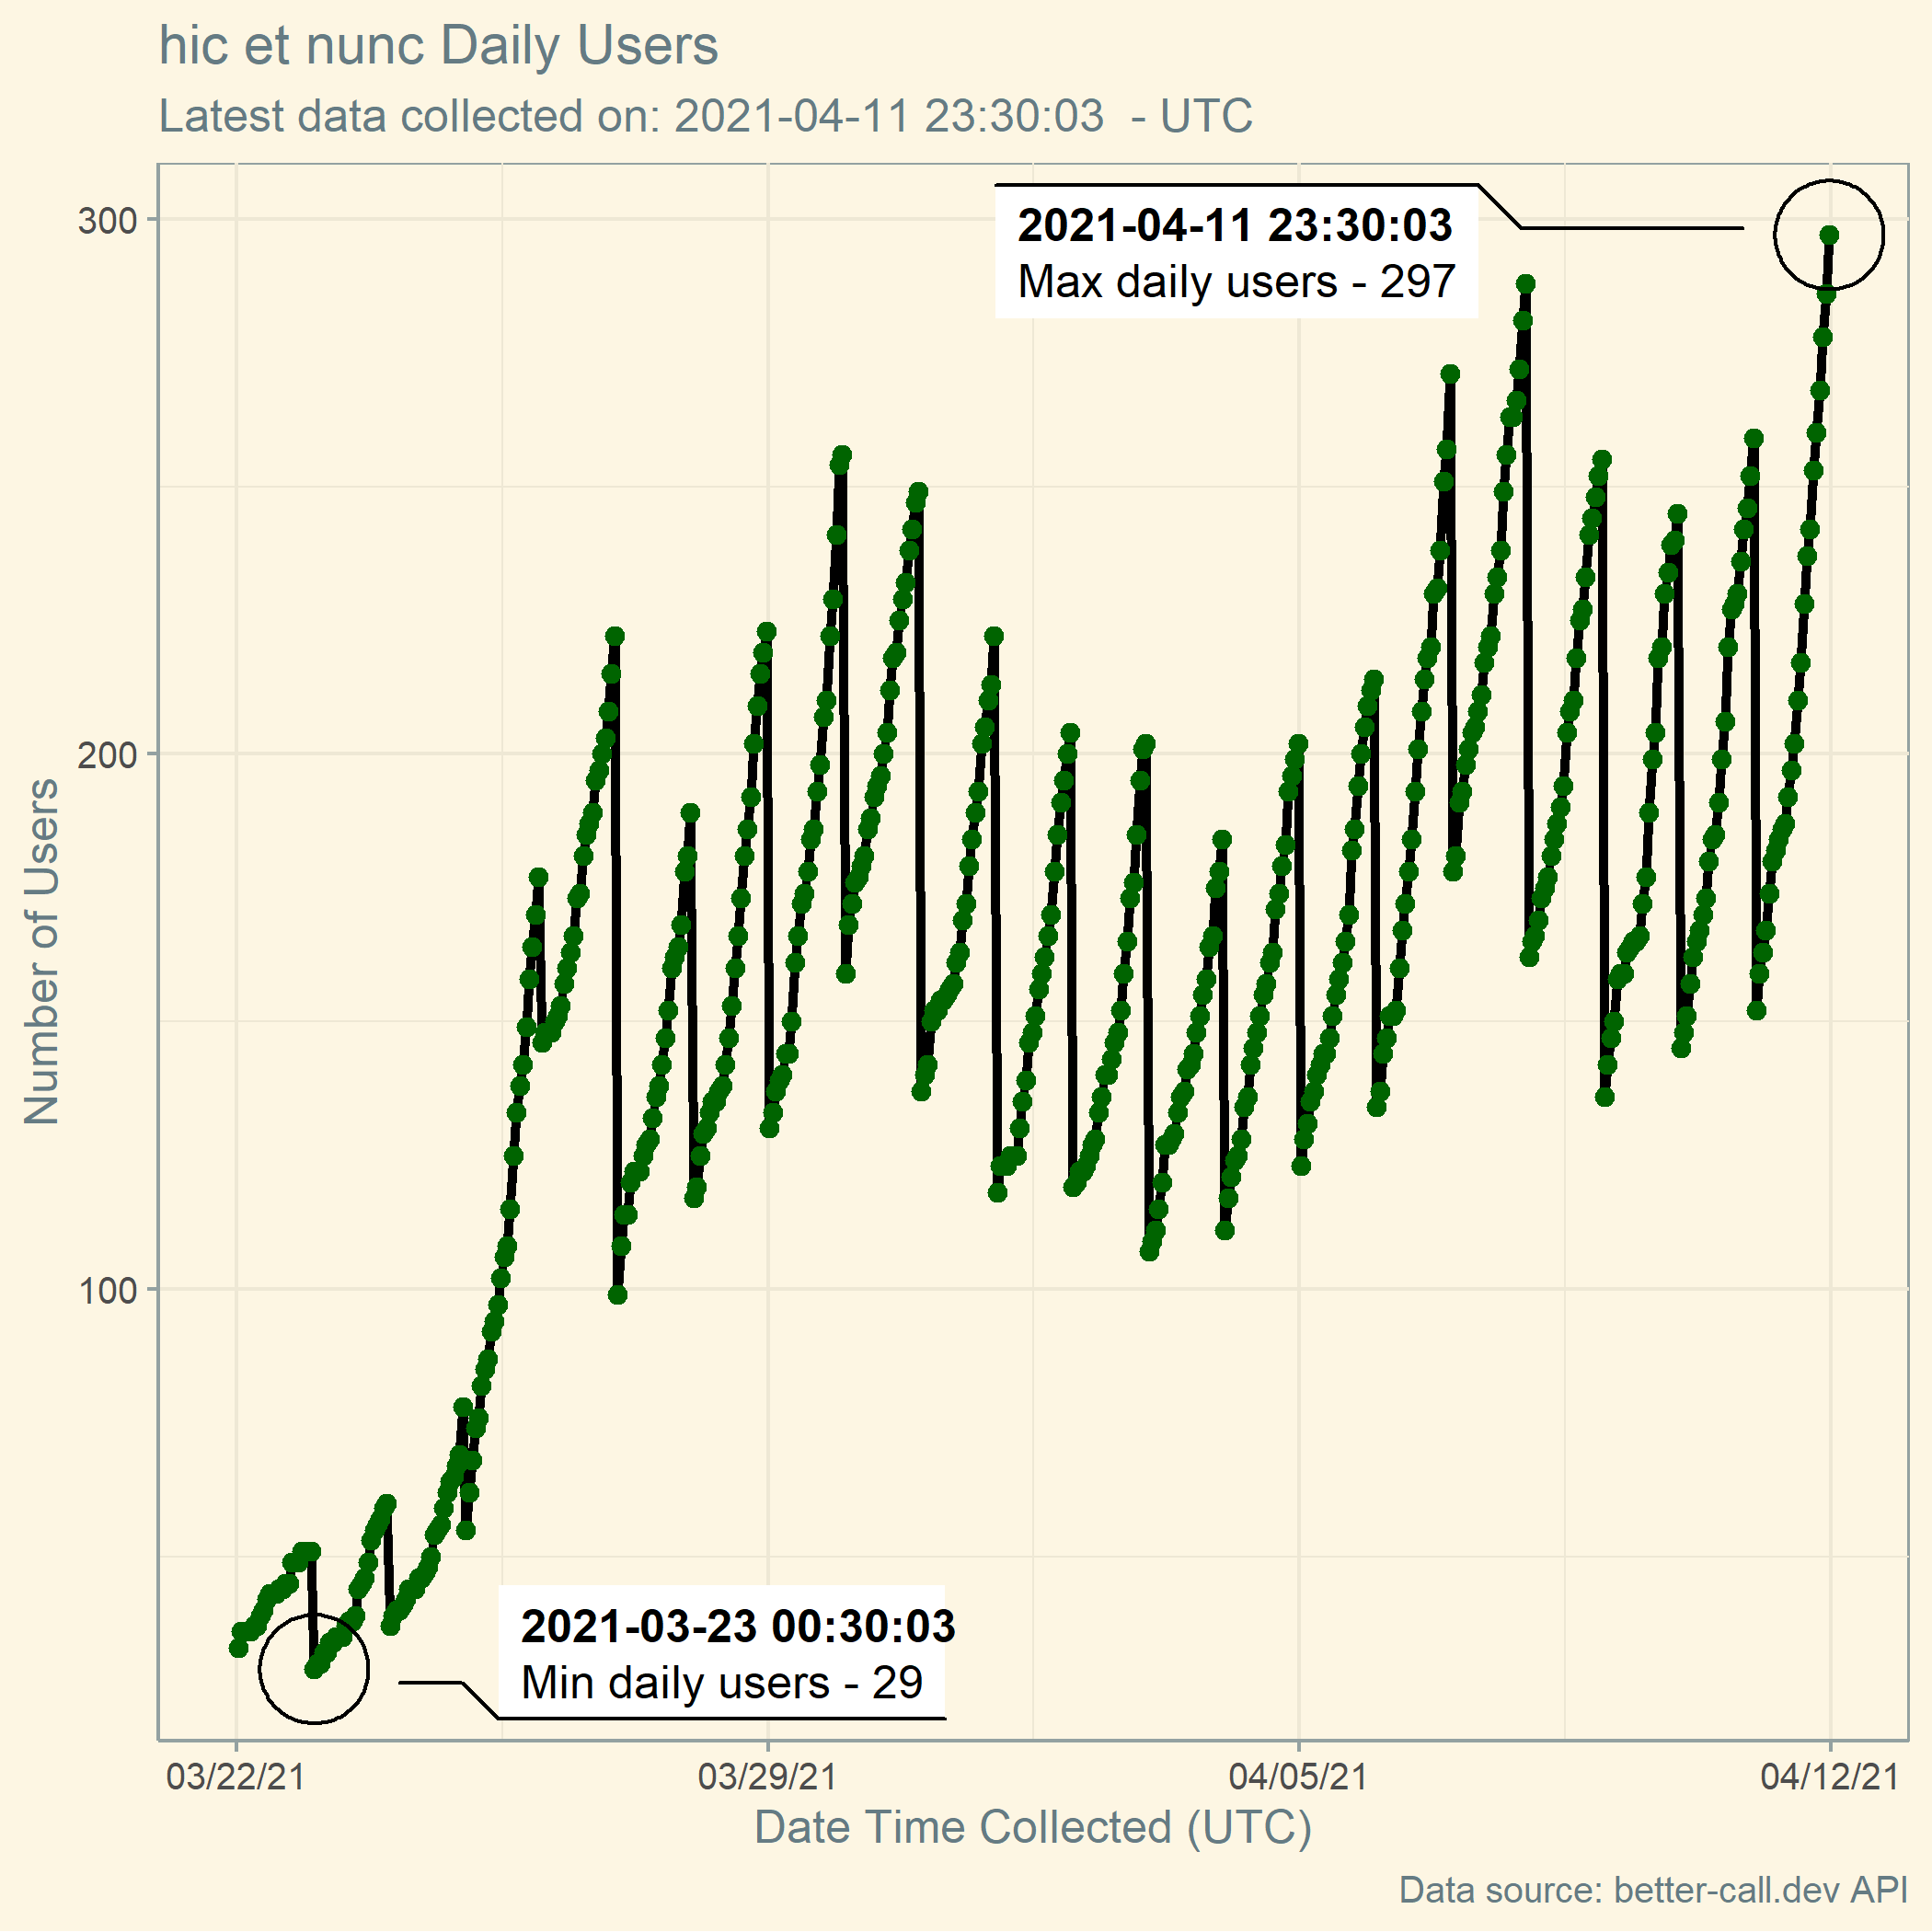 hic et nunc Daily Users
Latest data collected on: 2021-04-11 23:30:03  - UTC
300
200
100
Number of Users
2021-04-11 23:30:03
Max daily users - 297
2021-03-23 00:30:03
Min daily users - 29
03/22/21 03/29/21 04/05/21 04/12/21
Date Time Collected (UTC)
Data source: better-call.dev API